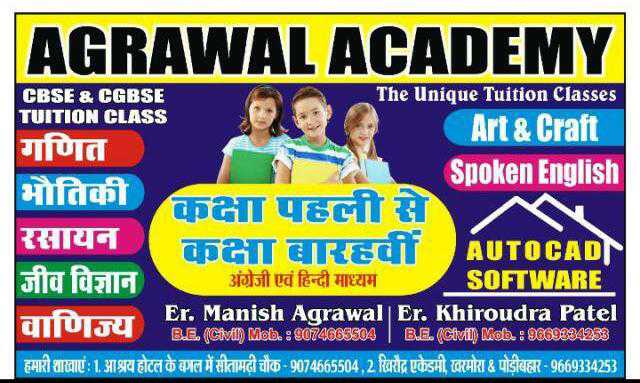 AGRAWAL ACADEMY
CBSE & CGBSE
TUITION CLASS
The Unique Tuition Classes
गणित
भौतिकी
रसायन
जीव विज्ञान
वाणिज्य
कक्षा पहली से
कक्षा बारहवीं
अंग्रेजी एवं हिन्दी माध्यम
Art & Craft
Spoken English
AUTOCAD
SOFTWARE
Er. Manish Agrawal
B.E. (Civil) Mob. : 9074665504
Er. Khiroudra Patel
B.E. (Civil) Mob. : 9669334253
हमारी शाखाएं : 1. आश्रय होटल के बगल में सीतामढ़ी चौक - 9074665504 , 2. खिरौद्र एकेडमी, खरमोरा & पोड़ीबहार - 9669334253